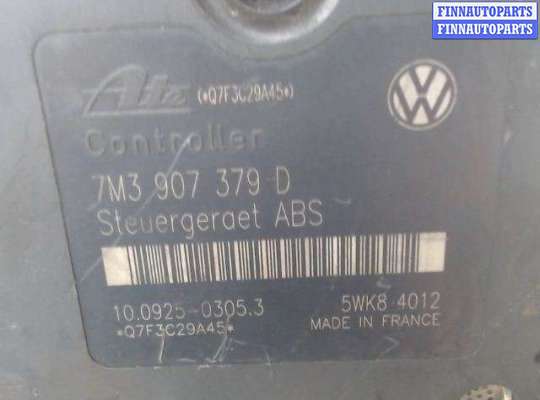 FINNAUTOPARTS
FINNAUTOPARTS
Ate (*Q7F3C29A45*)
Controller
7M3 907 379 D
Steuergeraet ABS
10.0925-0305.3
5WK8 4012
*Q7F3C29A45*
MADE IN FRANCE